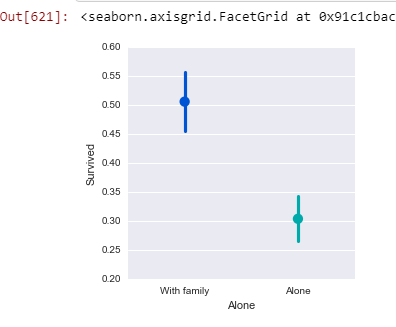 Out[621]: <seaborn.axisgrid.FacetGrid at 0x91c1cbac
0.60
0.55
0.50
0.45
0.40
0.35
0.30
0.25
0.20
Survived
With family Alone
Alone